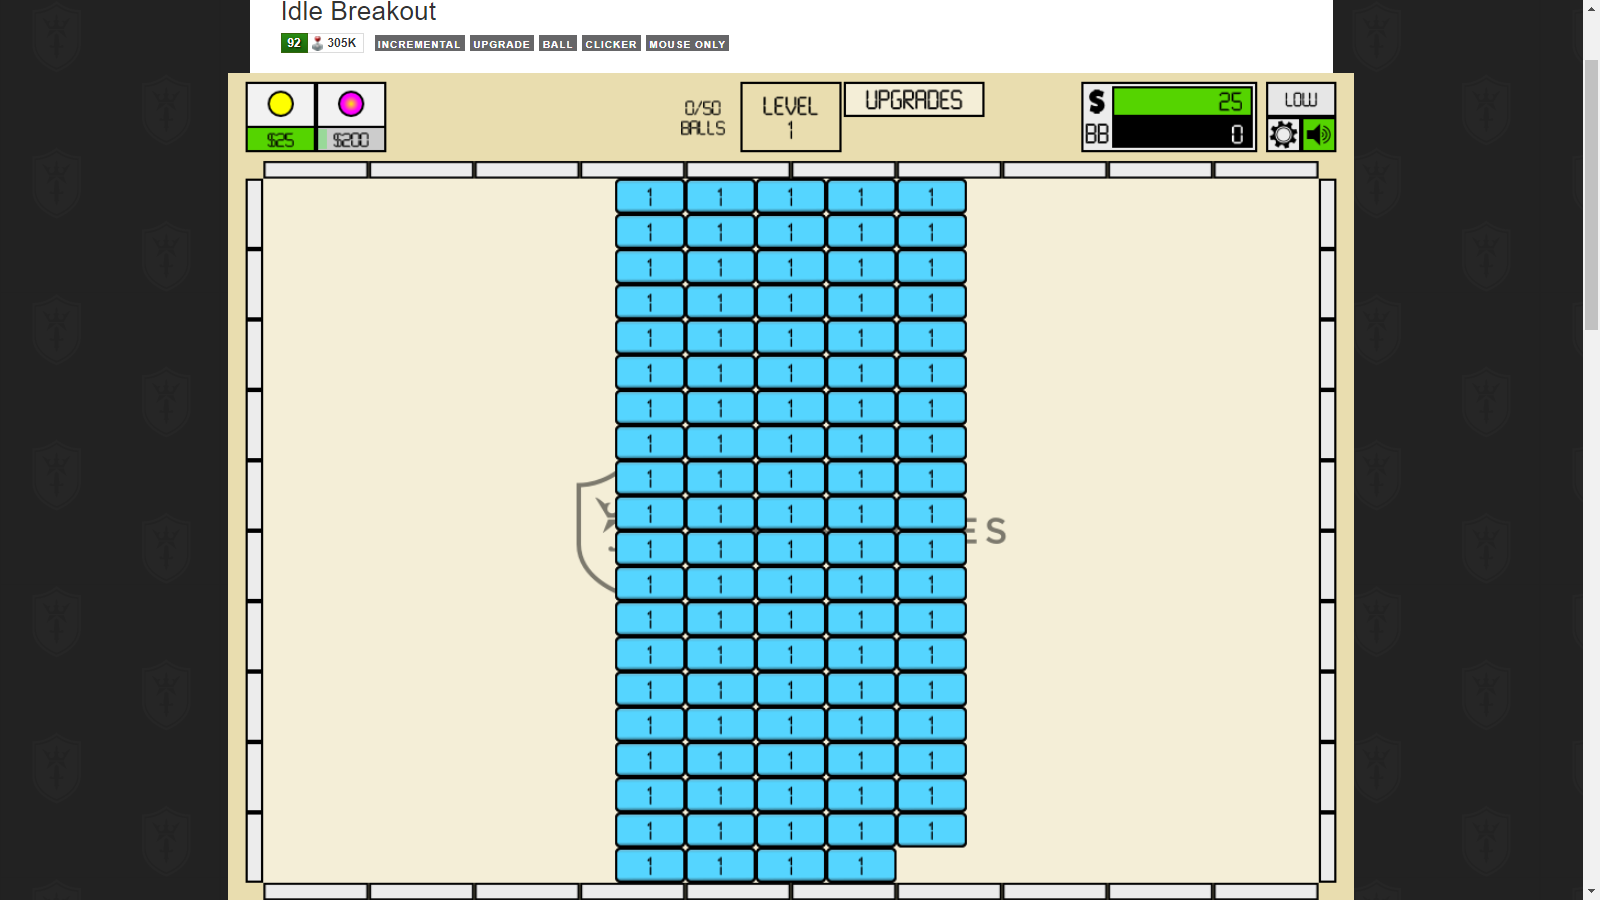 Idle Breakout
92 305K INCREMENTAL UPGRADE BALL CLICKER MOUSE ONLY
$25 $200
0/50
BALLS
LEVEL
1
UPGRADES
$ 25
BB 0
LOW
1 1 1 1 1
1 1 1 1 1
1 1 1 1 1
1 1 1 1 1
1 1 1 1 1
1 1 1 1 1
1 1 1 1 1
1 1 1 1 1
1 1 1 1 1
1 1 1 1 1
ES
1 1 1 1 1
1 1 1 1 1
1 1 1 1 1
1 1 1 1 1
1 1 1 1 1
1 1 1 1 1
1 1 1 1 1
1 1 1 1 1
1 1 1 1 1
1 1 1 1